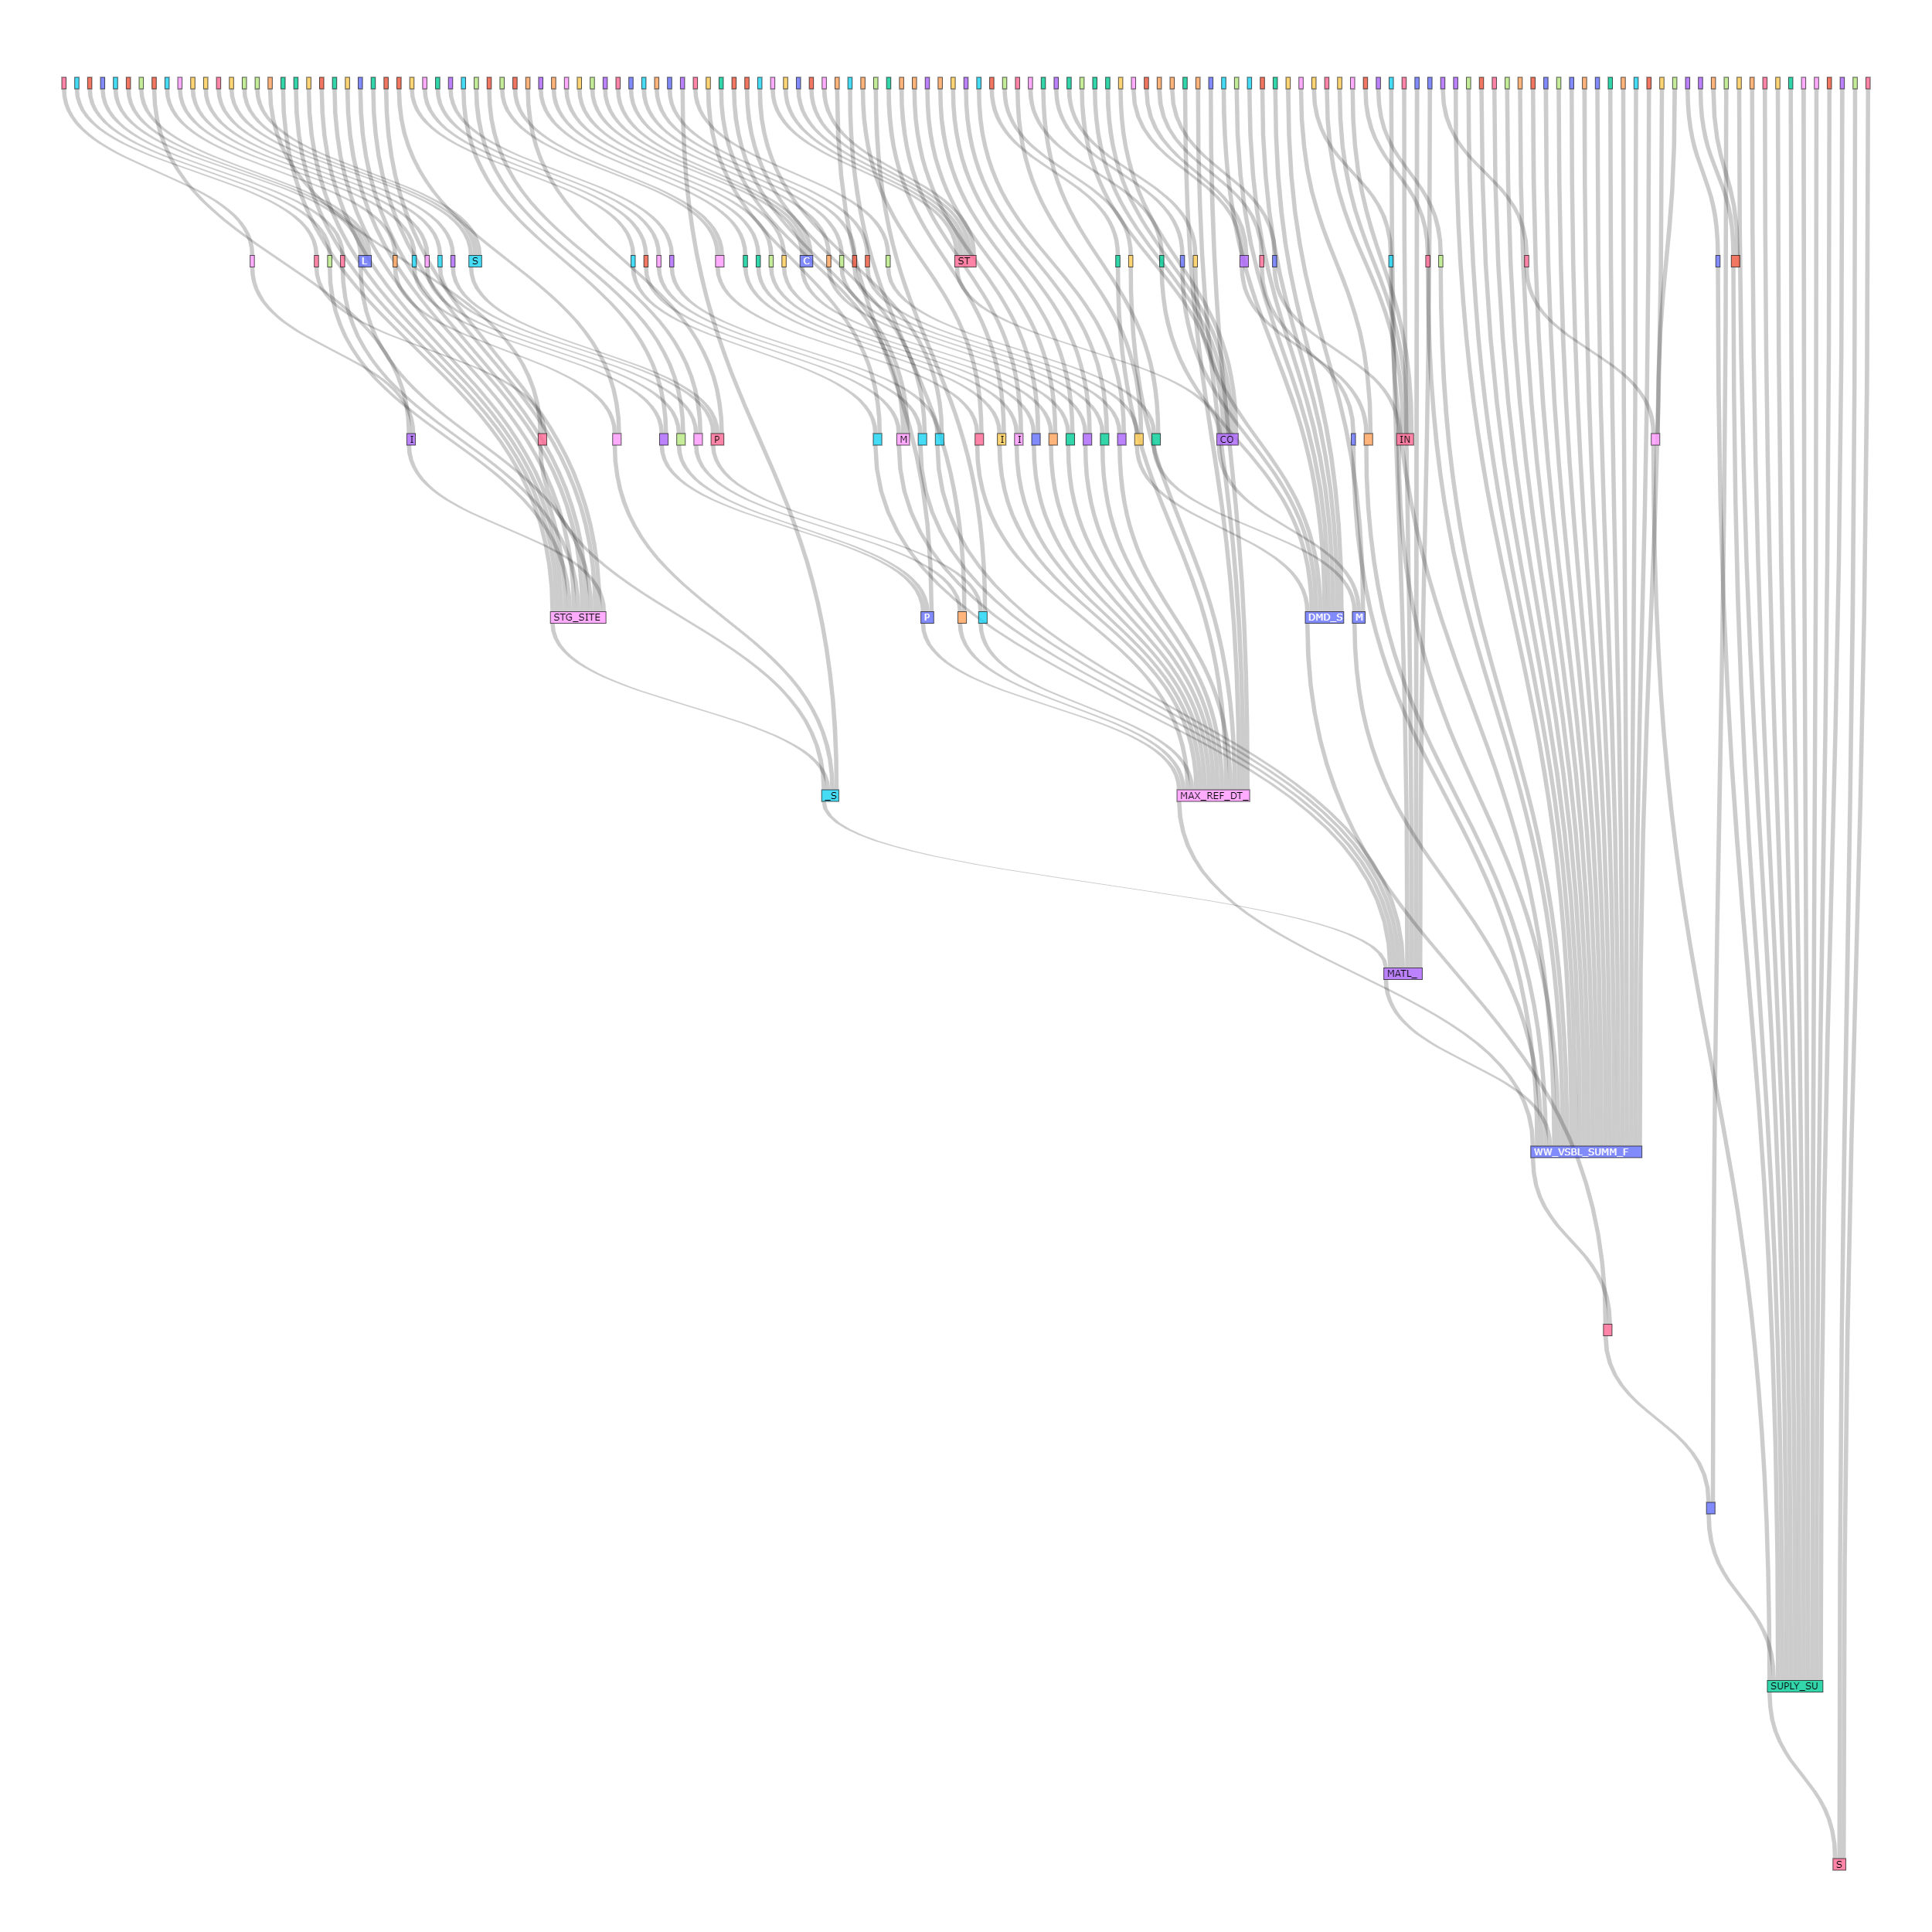 L
S
C
ST
I
P
M
I
I
CO
IN
STG_SITE
P
DMD_S
M
_S
MAX_REF_DT_
MATL_
WW_VSBL_SUMM_F
SUPLY_SU
S